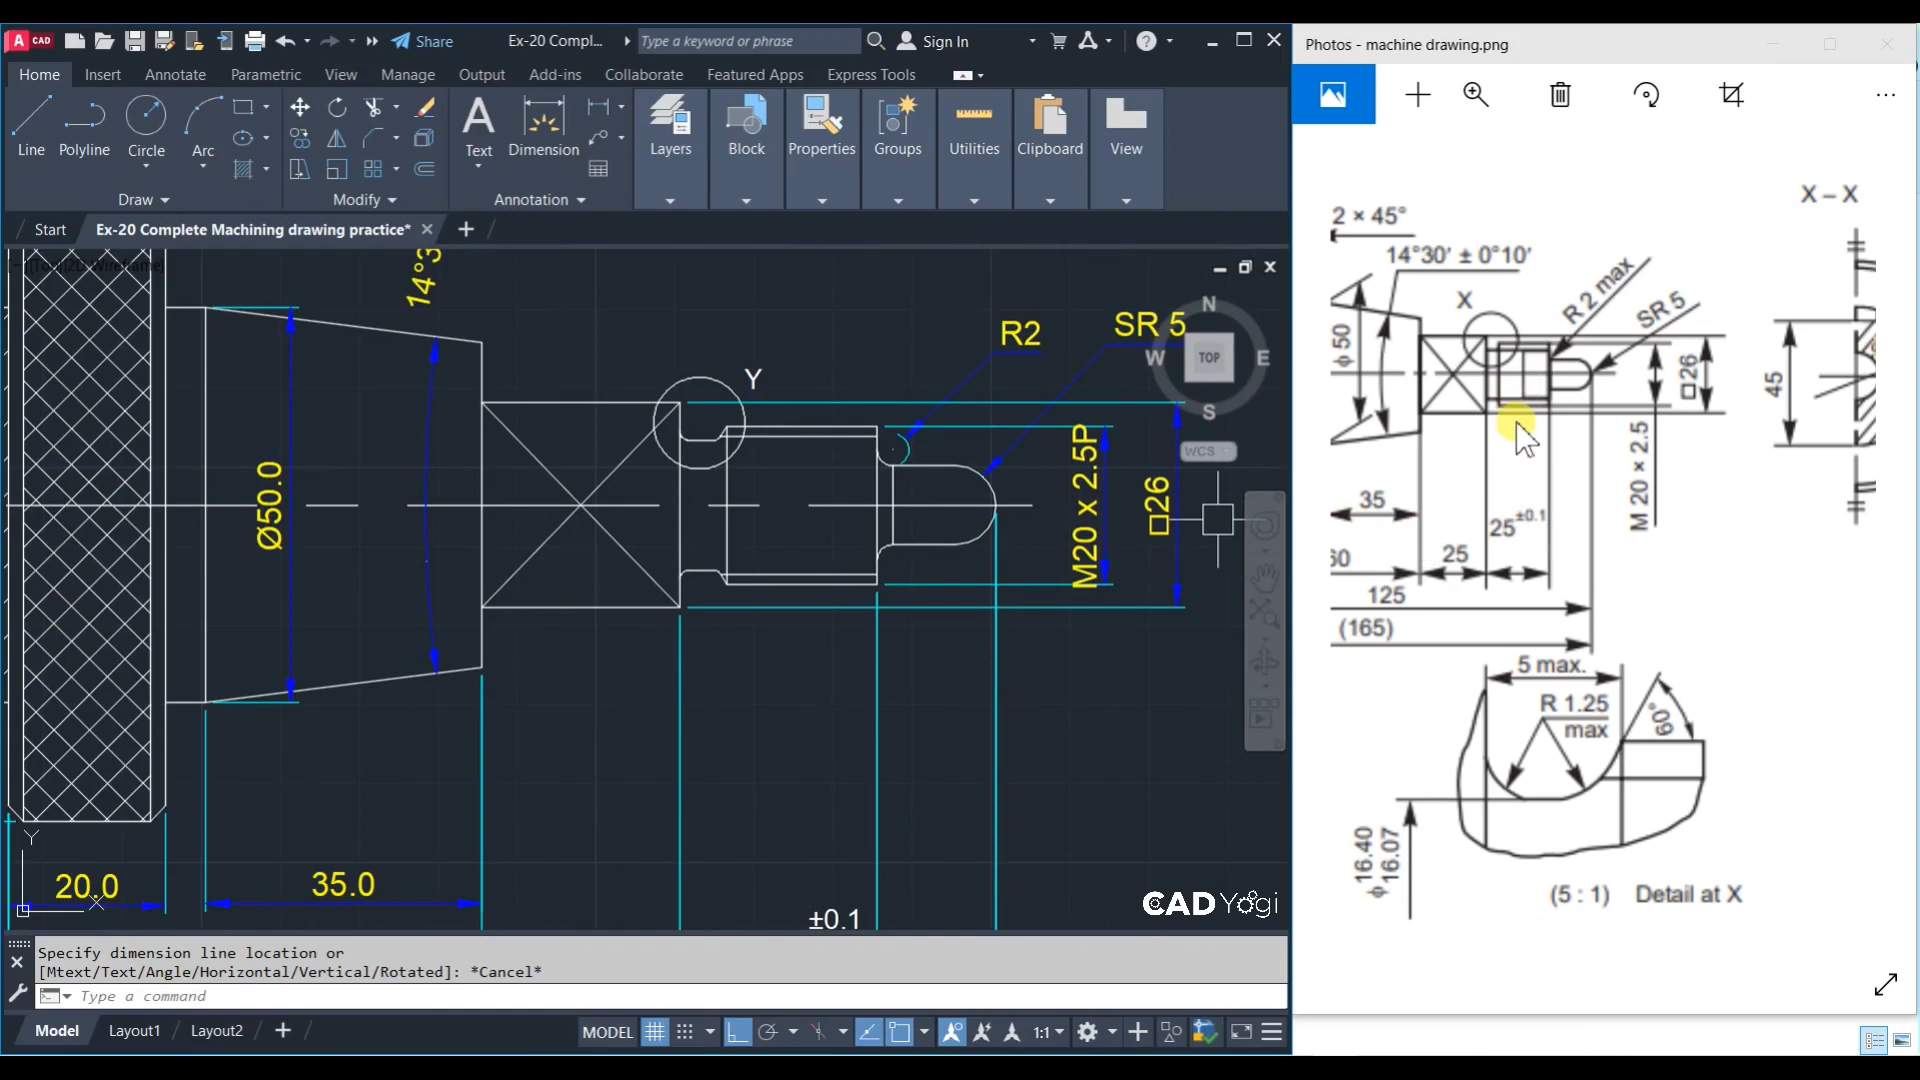 A CAD
Share
Ex-20 Compl...
Type a keyword or phrase
Sign In
Home Insert Annotate Parametric View Manage Output Add-ins Collaborate Featured Apps Express Tools
Line Polyline Circle Arc
Text Dimension
Layers Block Properties Groups Utilities Clipboard View
Draw Modify Annotation
Start Ex-20 Complete Machining drawing practice*
14°3
Y
R2
SR 5
N
W TOP E
S
WCS
Ø50.0
M20 x 2.5P
□26
Y
X
20.0
35.0
±0.1
CAD Yogi
Specify dimension line location or
[Mtext/Text/Angle/Horizontal/Vertical/Rotated]: *Cancel*
Type a command
Model Layout1 Layout2
MODEL 1:1
Photos - machine drawing.png
X – X
2 × 45°
14°30′ ± 0°10′
X
R 2 max
SR 5
ϕ 50
□26
45
M 20 × 2.5
35
25±0.1
60
25
125
(165)
5 max.
R 1.25
max
60°
ϕ 16.40
16.07
(5 : 1) Detail at X